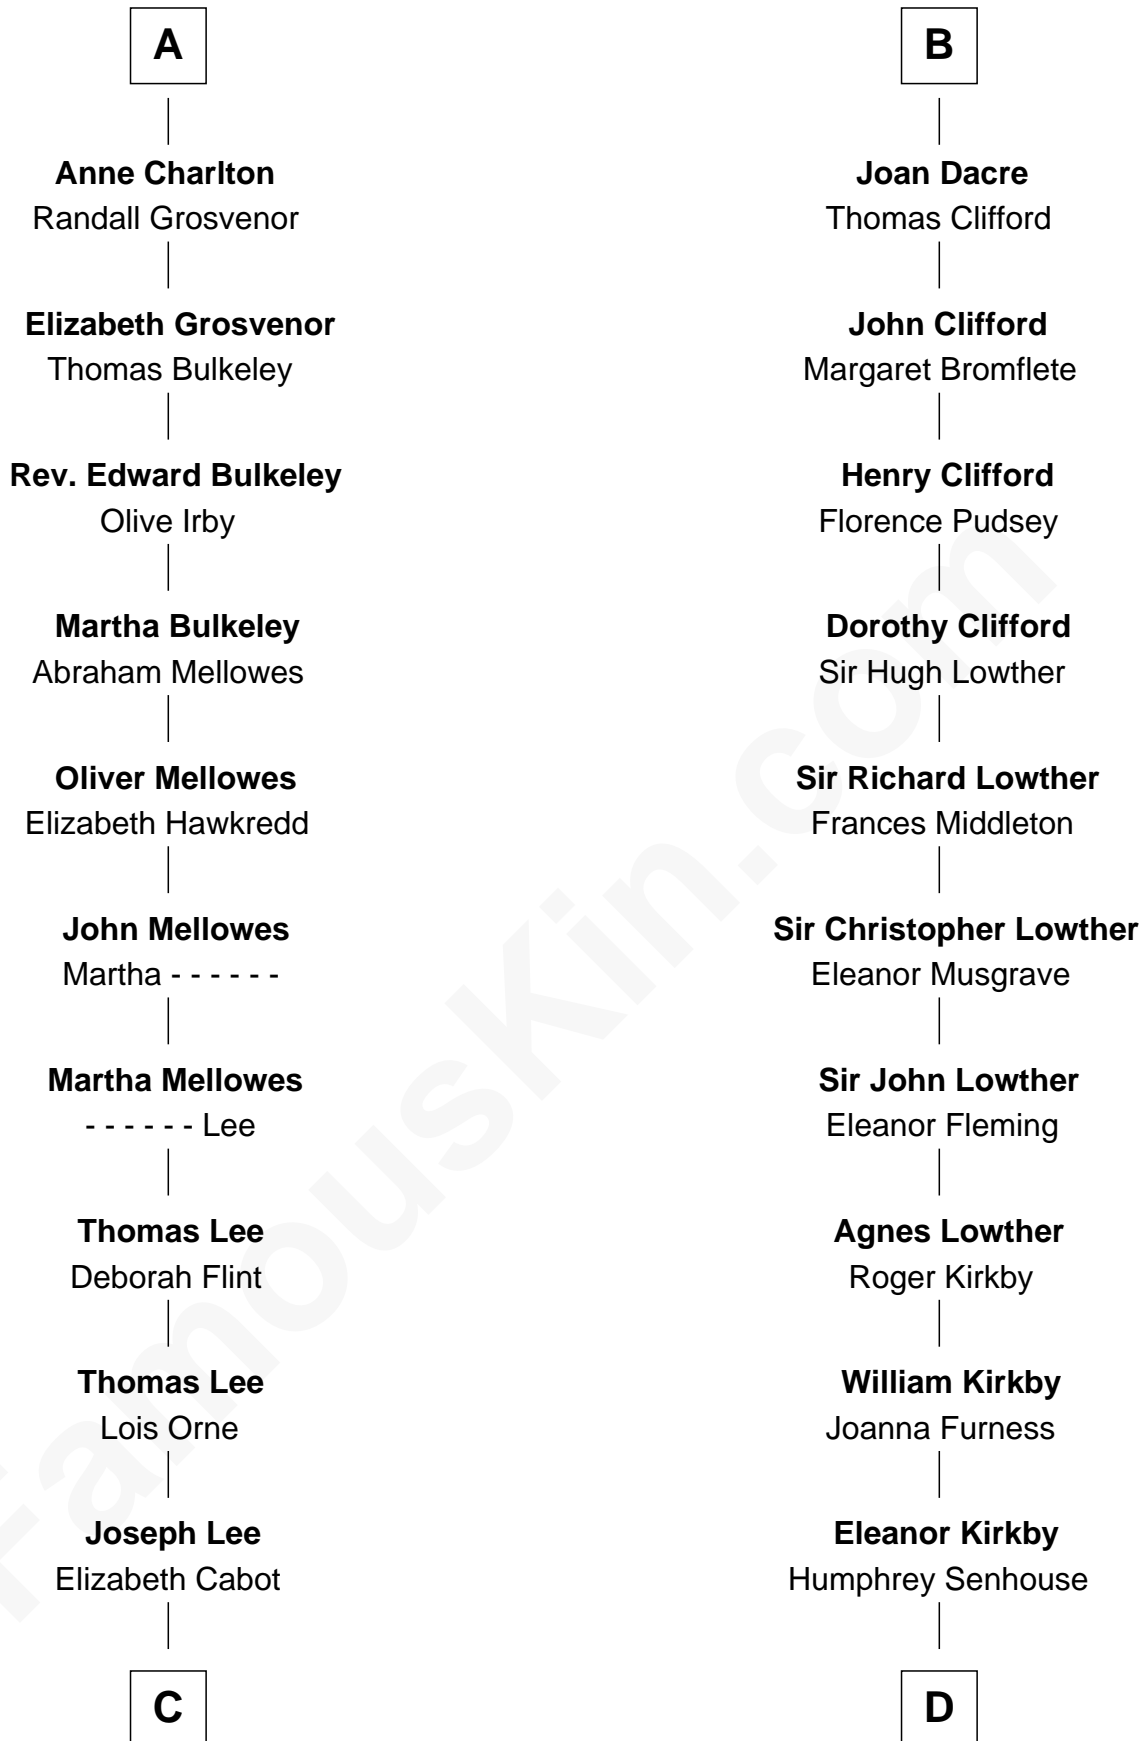 A
Anne Charlton
Randall Grosvenor
Elizabeth Grosvenor
Thomas Bulkeley
Rev. Edward Bulkeley
Olive Irby
Martha Bulkeley
Abraham Mellowes
Oliver Mellowes
Elizabeth Hawkredd
John Mellowes
Martha - - - - - -
Martha Mellowes
- - - - - - Lee
Thomas Lee
Deborah Flint
Thomas Lee
Lois Orne
Joseph Lee
Elizabeth Cabot
C
B
Joan Dacre
Thomas Clifford
John Clifford
Margaret Bromflete
Henry Clifford
Florence Pudsey
Dorothy Clifford
Sir Hugh Lowther
Sir Richard Lowther
Frances Middleton
Sir Christopher Lowther
Eleanor Musgrave
Sir John Lowther
Eleanor Fleming
Agnes Lowther
Roger Kirkby
William Kirkby
Joanna Furness
Eleanor Kirkby
Humphrey Senhouse
D
FamousKin.com